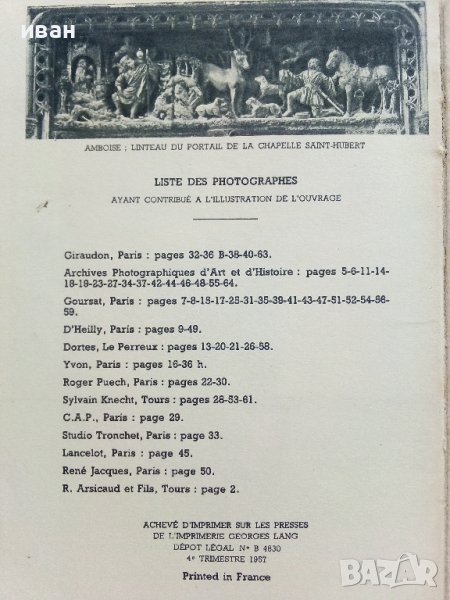 иван
AMBOISE : LINTEAU DU PORTAIL DE LA CHAPELLE SAINT-HUBERT
LISTE DES PHOTOGRAPHES
AYANT CONTRIBUÉ A L'ILLUSTRATION DE L'OUVRAGE
Giraudon, Paris : pages 32-36 B-38-40-63.
Archives Photographiques d'Art et d'Histoire : pages 5-6-11-14-
18-19-23-27-34-37-42-44-46-48-55-64.
Goursat, Paris : pages 7-8-15-17-25-31-35-39-41-43-47-51-52-54-56-
59.
D'Heilly, Paris : pages 9-49.
Dortes, Le Perreux : pages 13-20-21-26-58.
Yvon, Paris : pages 16-36 h.
Roger Puech, Paris : pages 22-30.
Sylvain Knecht, Tours : pages 28-53-61.
C.A.P., Paris : page 29.
Studio Tronchet, Paris : page 33.
Lancelot, Paris : page 45.
René Jacques, Paris : page 50.
R. Arsicaud et Fils, Tours : page 2.
ACHEVÉ D'IMPRIMER SUR LES PRESSES
DE L'IMPRIMERIE GEORGES LANG
DÉPOT LÉGAL N° B 4830
4e TRIMESTRE 1957
Printed in France
BAZAR